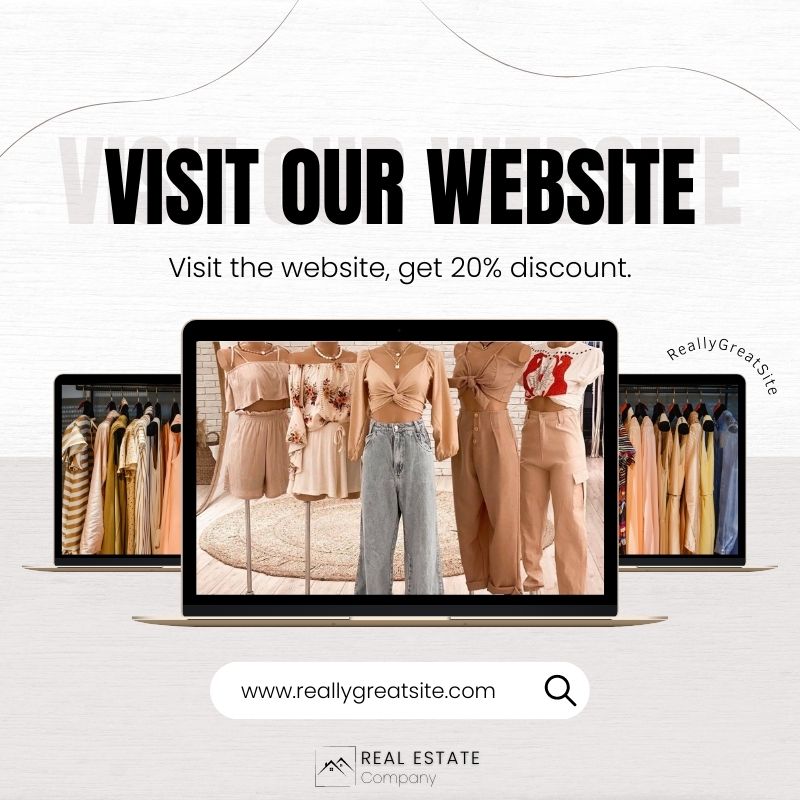 VISIT OUR WEBSITE
VISIT OUR WEBSITE
Visit the website, get 20% discount.
ReallyGreatSite
www.reallygreatsite.com
REAL ESTATE
Company